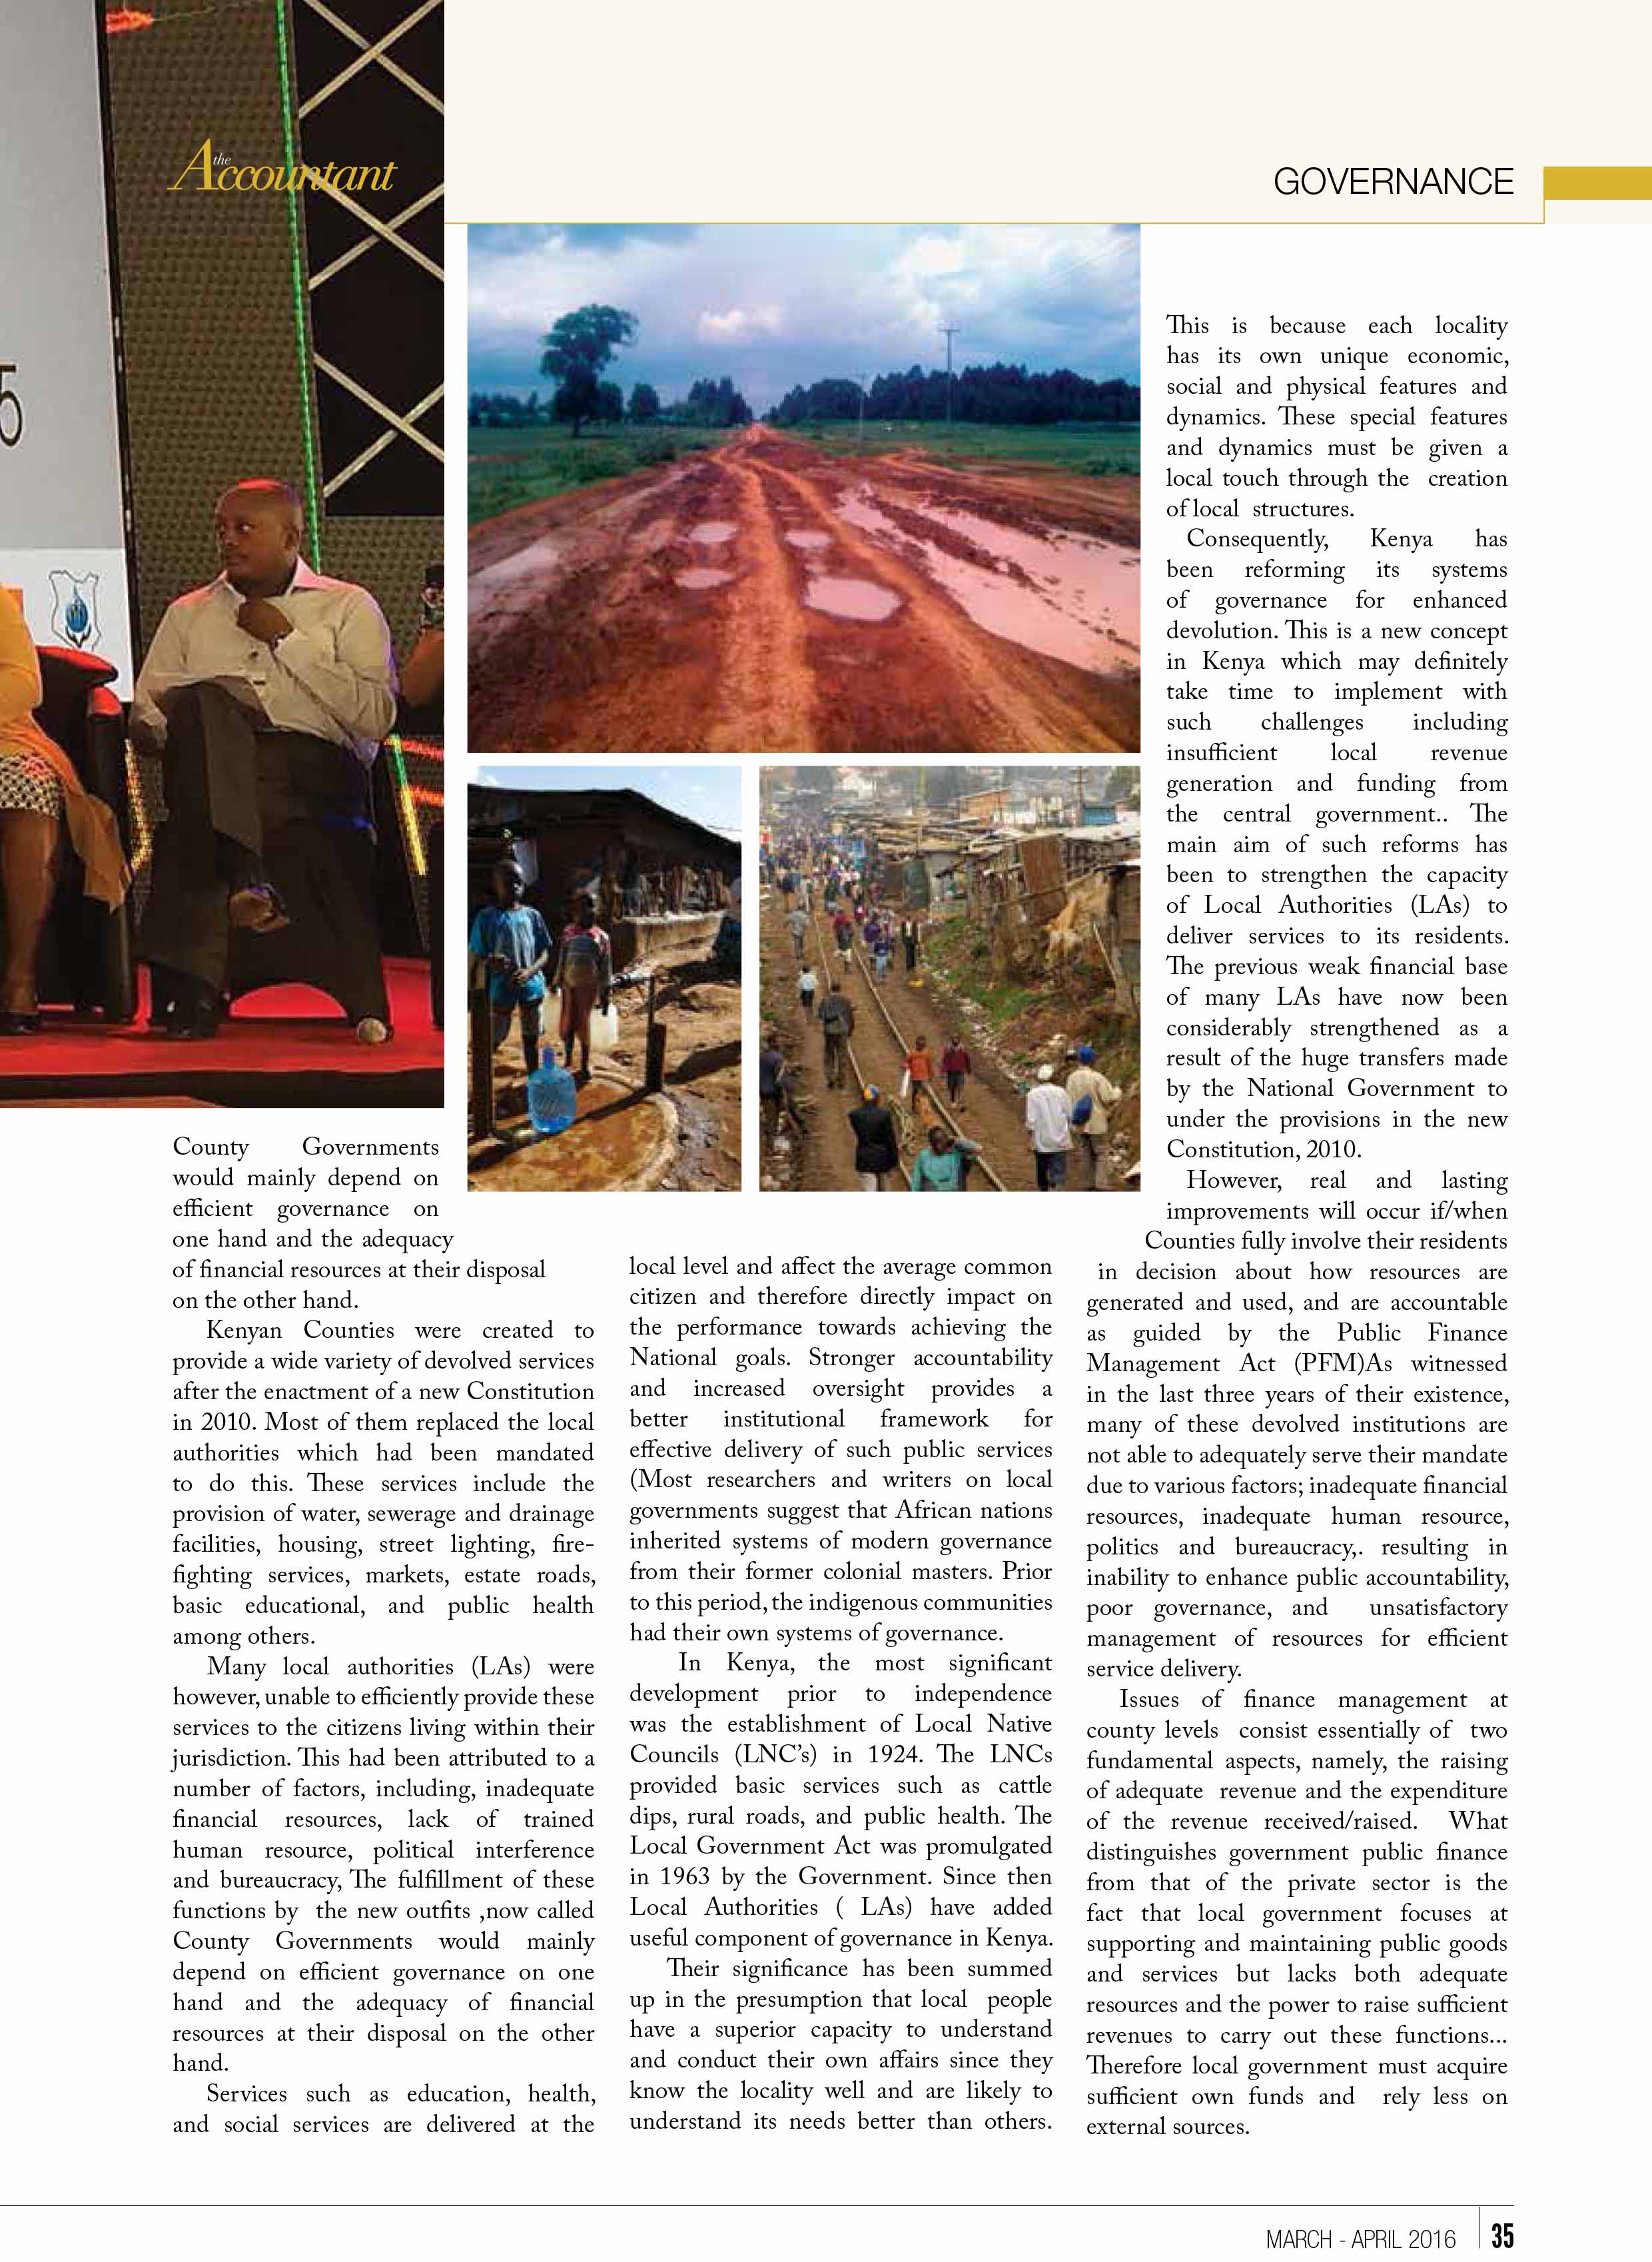 the
Accountant
GOVERNANCE
5
County Governments
would mainly depend on
efficient governance on
one hand and the adequacy
of financial resources at their disposal
on the other hand.
Kenyan Counties were created to
provide a wide variety of devolved services
after the enactment of a new Constitution
in 2010. Most of them replaced the local
authorities which had been mandated
to do this. These services include the
provision of water, sewerage and drainage
facilities, housing, street lighting, fire-
fighting services, markets, estate roads,
basic educational, and public health
among others.
Many local authorities (LAs) were
however, unable to efficiently provide these
services to the citizens living within their
jurisdiction. This had been attributed to a
number of factors, including, inadequate
financial resources, lack of trained
human resource, political interference
and bureaucracy, The fulfillment of these
functions by the new outfits ,now called
County Governments would mainly
depend on efficient governance on one
hand and the adequacy of financial
resources at their disposal on the other
hand.
Services such as education, health,
and social services are delivered at the
local level and affect the average common
citizen and therefore directly impact on
the performance towards achieving the
National goals. Stronger accountability
and increased oversight provides a
better institutional framework for
effective delivery of such public services
(Most researchers and writers on local
governments suggest that African nations
inherited systems of modern governance
from their former colonial masters. Prior
to this period, the indigenous communities
had their own systems of governance.
In Kenya, the most significant
development prior to independence
was the establishment of Local Native
Councils (LNC's) in 1924. The LNCs
provided basic services such as cattle
dips, rural roads, and public health. The
Local Government Act was promulgated
in 1963 by the Government. Since then
Local Authorities ( LAs) have added
useful component of governance in Kenya.
Their significance has been summed
up in the presumption that local people
have a superior capacity to understand
and conduct their own affairs since they
know the locality well and are likely to
understand its needs better than others.
This is because each locality
has its own unique economic,
social and physical features and
dynamics. These special features
and dynamics must be given a
local touch through the creation
of local structures.
Consequently, Kenya has
been reforming its systems
of governance for enhanced
devolution. This is a new concept
in Kenya which may definitely
take time to implement with
such challenges including
insufficient local revenue
generation and funding from
the central government.. The
main aim of such reforms has
been to strengthen the capacity
of Local Authorities (LAs) to
deliver services to its residents.
The previous weak financial base
of many LAs have now been
considerably strengthened as a
result of the huge transfers made
by the National Government to
under the provisions in the new
Constitution, 2010.
However, real and lasting
improvements will occur if/when
Counties fully involve their residents
in decision about how resources are
generated and used, and are accountable
as guided by the Public Finance
Management Act (PFM)As witnessed
in the last three years of their existence,
many of these devolved institutions are
not able to adequately serve their mandate
due to various factors; inadequate financial
resources, inadequate human resource,
politics and bureaucracy,. resulting in
inability to enhance public accountability,
poor governance, and unsatisfactory
management of resources for efficient
service delivery.
Issues of finance management at
county levels consist essentially of two
fundamental aspects, namely, the raising
of adequate revenue and the expenditure
of the revenue received/raised. What
distinguishes government public finance
from that of the private sector is the
fact that local government focuses at
supporting and maintaining public goods
and services but lacks both adequate
resources and the power to raise sufficient
revenues to carry out these functions...
Therefore local government must acquire
sufficient own funds and rely less on
external sources.
MARCH - APRIL 2016 35